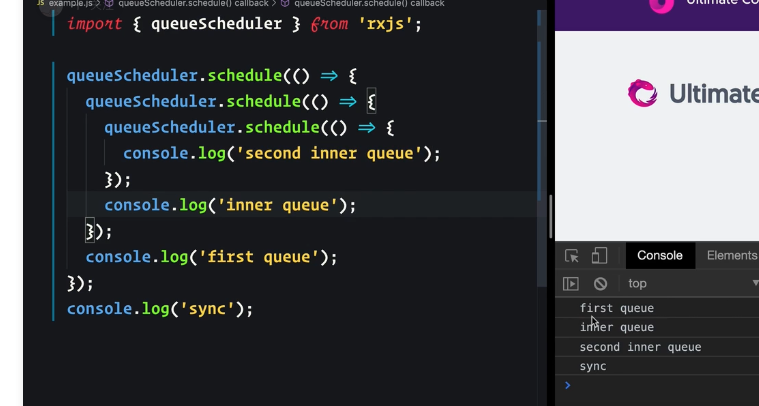 JS example.js > queueScheduler.schedule() callback > queueScheduler.schedule() callback
import { queueScheduler } from 'rxjs';
queueScheduler.schedule(() => {
queueScheduler.schedule(() => {
queueScheduler.schedule(() => {
console.log('second inner queue');
});
console.log('inner queue');
});
console.log('first queue');
});
console.log('sync');
Ultimate
Console Elements
top
first queue
inner queue
second inner queue
sync